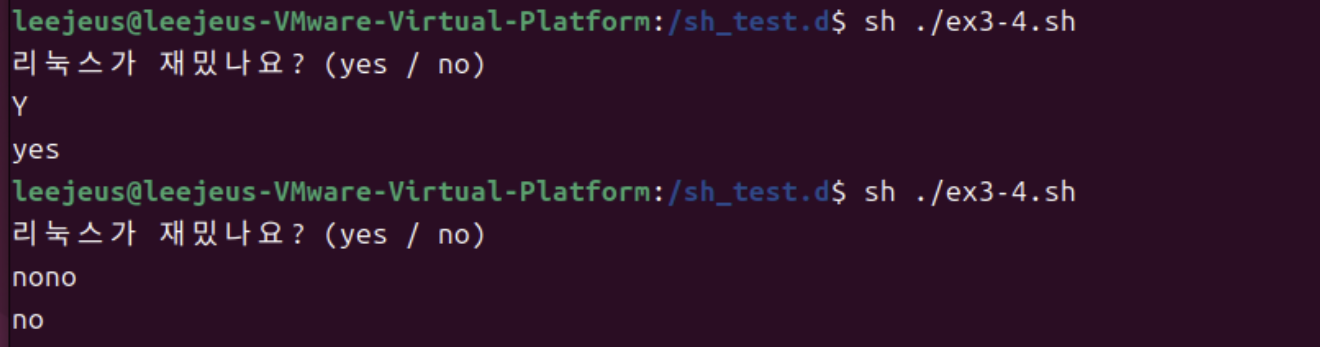 leejeus@leejeus-VMware-Virtual-Platform:/sh_test.d$ sh ./ex3-4.sh
리눅스가 재밌나요? (yes / no)
Y
yes
leejeus@leejeus-VMware-Virtual-Platform:/sh_test.d$ sh ./ex3-4.sh
리눅스가 재밌나요? (yes / no)
nono
no